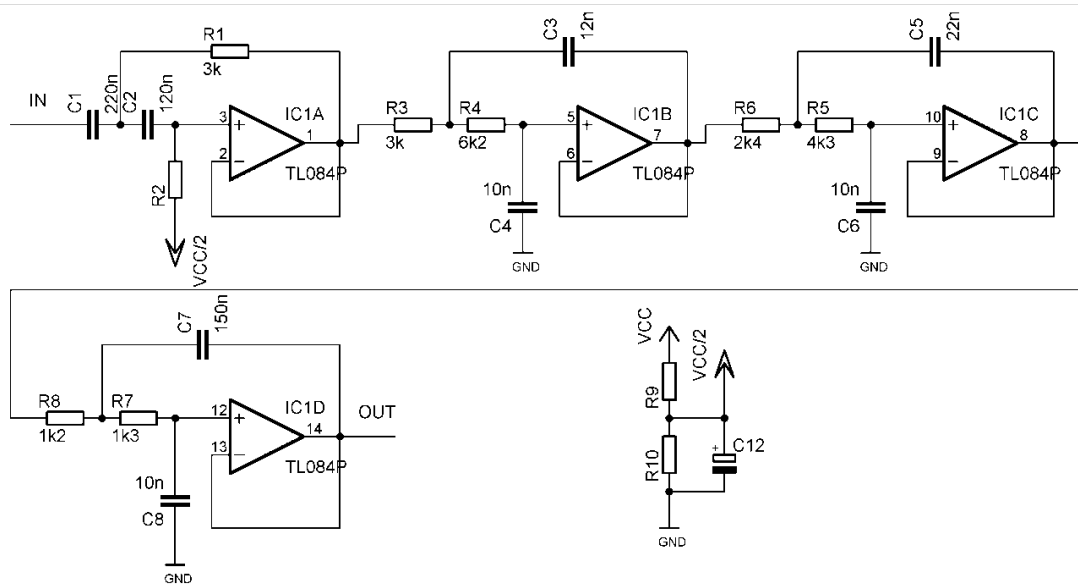 IN
C1
220n
C2
120n
R1
3k
R2
VCC/2
3
2
1
+
−
IC1A
TL084P
R3
3k
R4
6k2
C3
12n
10n
C4
GND
5
6
7
+
−
IC1B
TL084P
R6
2k4
R5
4k3
C5
22n
10n
C6
GND
10
9
8
+
−
IC1C
TL084P
R8
1k2
R7
1k3
C7
150n
10n
C8
GND
12
13
14
+
−
IC1D
TL084P
OUT
VCC
VCC/2
R9
R10
+
C12
GND